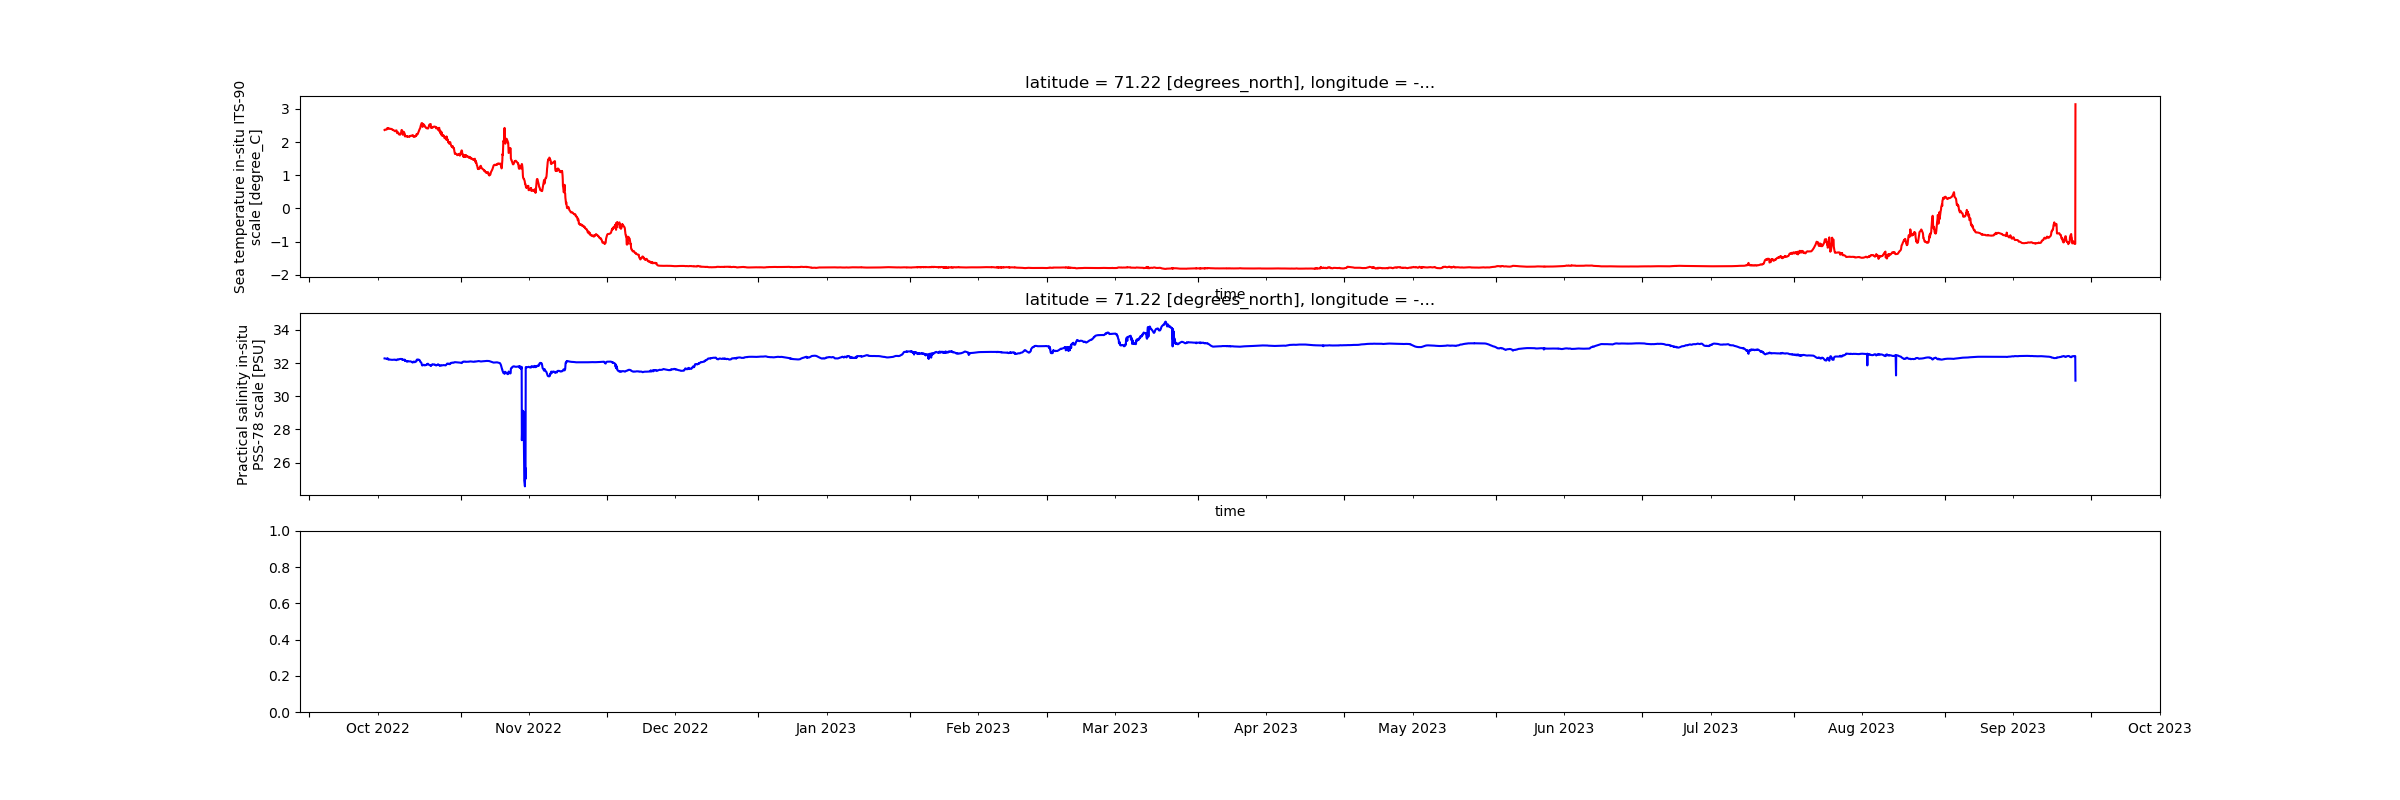 latitude = 71.22 [degrees_north], longitude = -...
Sea temperature in-situ ITS-90
scale [degree_C]
3
2
1
0
−1
−2
time
latitude = 71.22 [degrees_north], longitude = -...
Practical salinity in-situ
PSS-78 scale [PSU]
34
32
30
28
26
time
1.0
0.8
0.6
0.4
0.2
0.0
Oct 2022 Nov 2022 Dec 2022 Jan 2023 Feb 2023 Mar 2023 Apr 2023 May 2023 Jun 2023 Jul 2023 Aug 2023 Sep 2023 Oct 2023